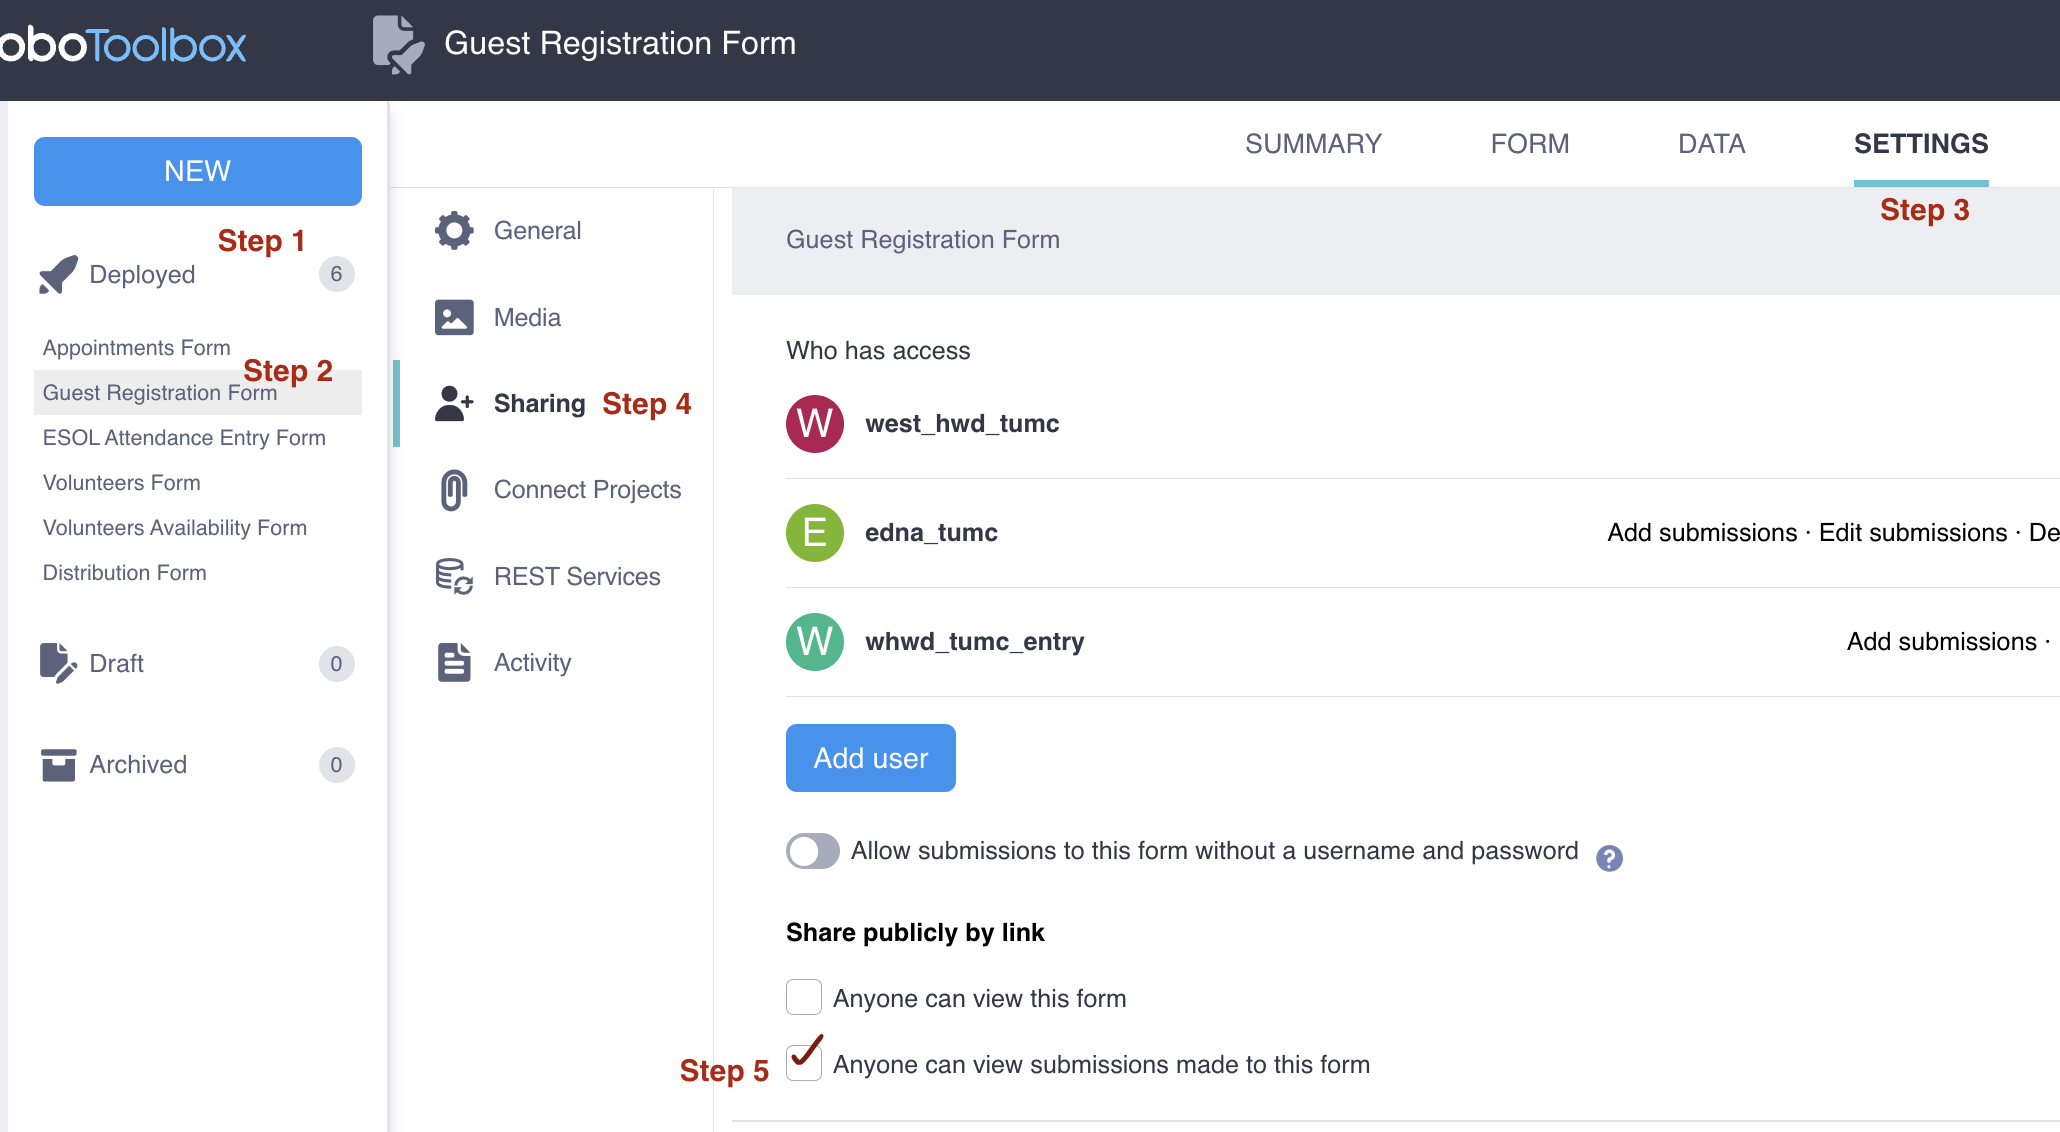 oboToolbox
Guest Registration Form
NEW
Step 1
Deployed 6
Appointments Form
Step 2
Guest Registration Form
ESOL Attendance Entry Form
Volunteers Form
Volunteers Availability Form
Distribution Form
Draft 0
Archived 0
SUMMARY FORM DATA SETTINGS
Step 3
General
Media
Sharing Step 4
Connect Projects
REST Services
Activity
Guest Registration Form
Who has access
W west_hwd_tumc
E edna_tumc Add submissions · Edit submissions · De
W whwd_tumc_entry Add submissions ·
Add user
Allow submissions to this form without a username and password ?
Share publicly by link
Anyone can view this form
Step 5 Anyone can view submissions made to this form